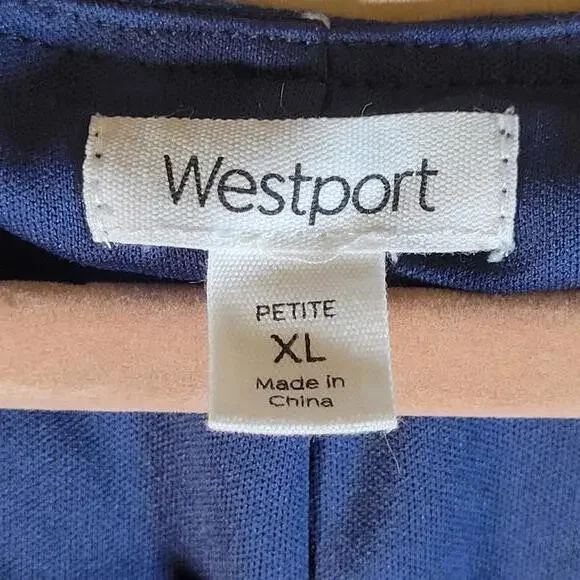 Westport
PETITE
XL
Made in
China